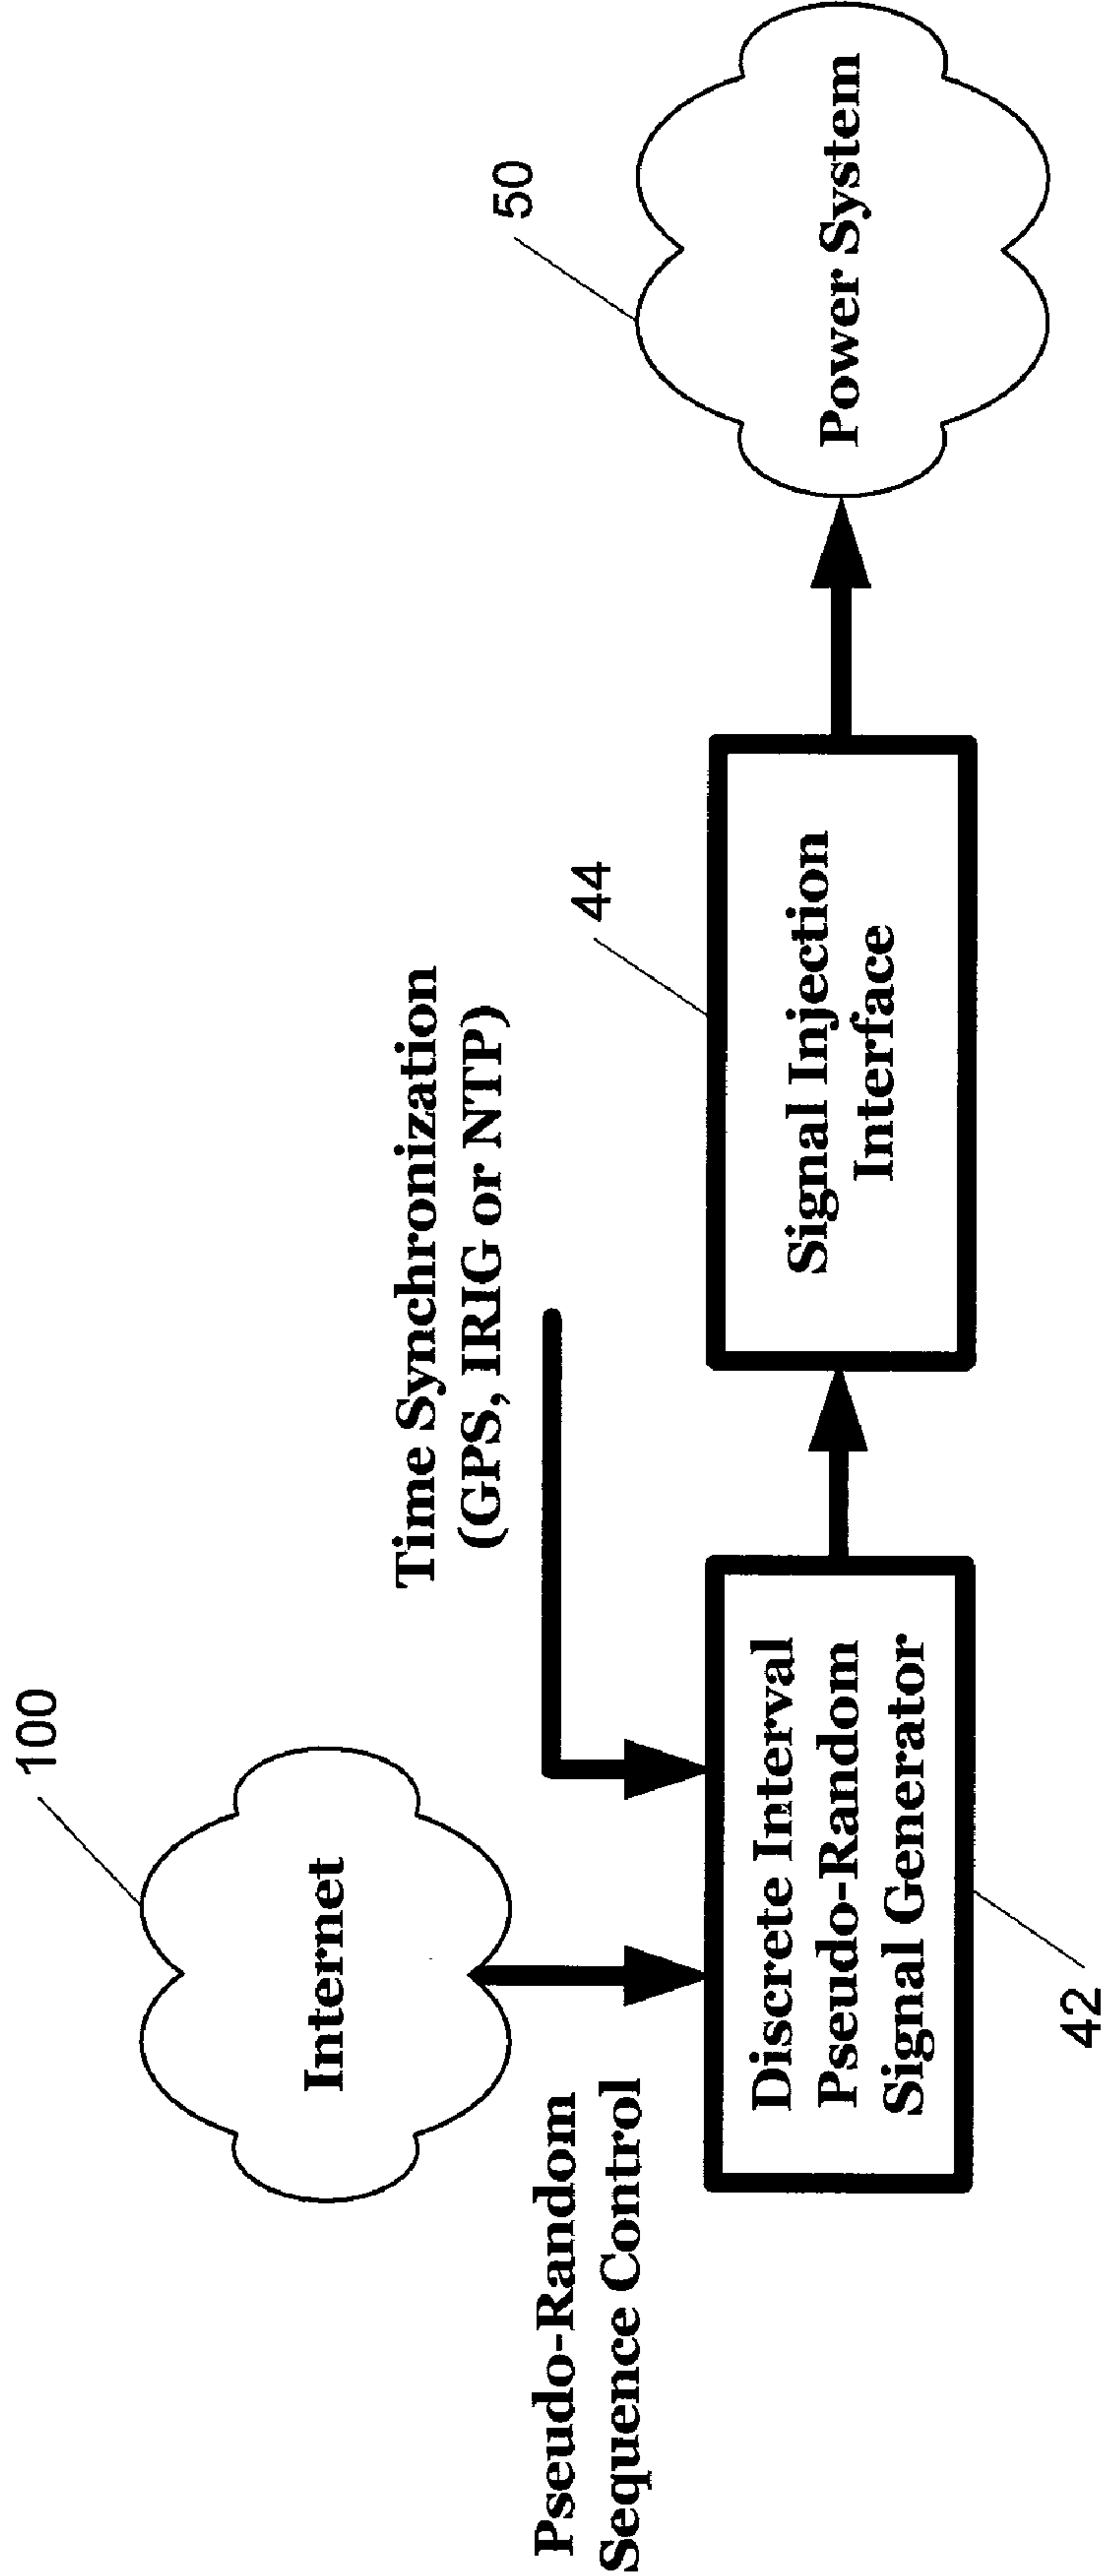 100
Internet
Time Synchronization
(GPS, IRIG or NTP)
Pseudo-Random
Sequence Control
50
44
Discrete Interval
Pseudo-Random
Signal Generator
Signal Injection
Interface
Power System
42